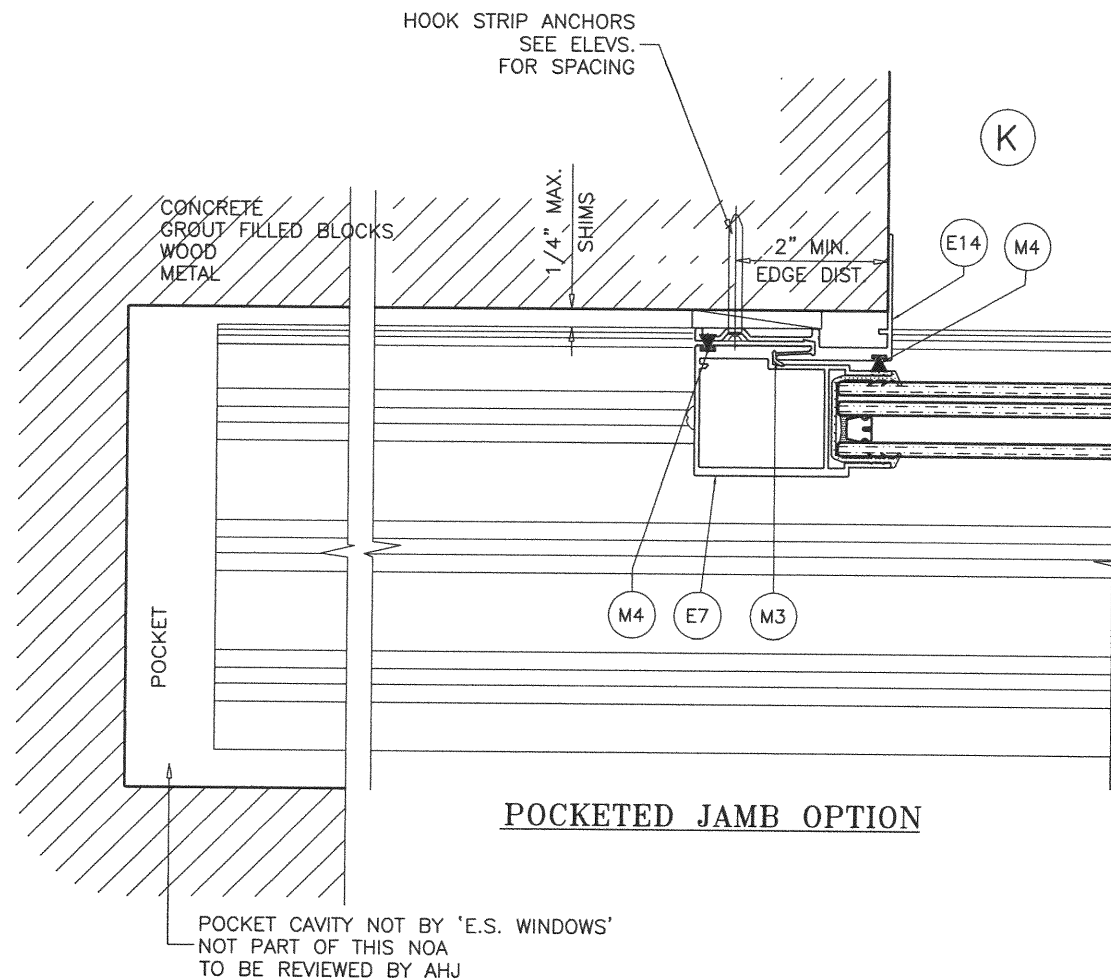 HOOK STRIP ANCHORS
SEE ELEVS.
FOR SPACING
K
CONCRETE
GROUT FILLED BLOCKS
WOOD
METAL
1/4" MAX.
SHIMS
2" MIN.
EDGE DIST.
E14
M4
M4
E7
M3
POCKET
POCKETED JAMB OPTION
POCKET CAVITY NOT BY 'E.S. WINDOWS'
NOT PART OF THIS NOA
TO BE REVIEWED BY AHJ